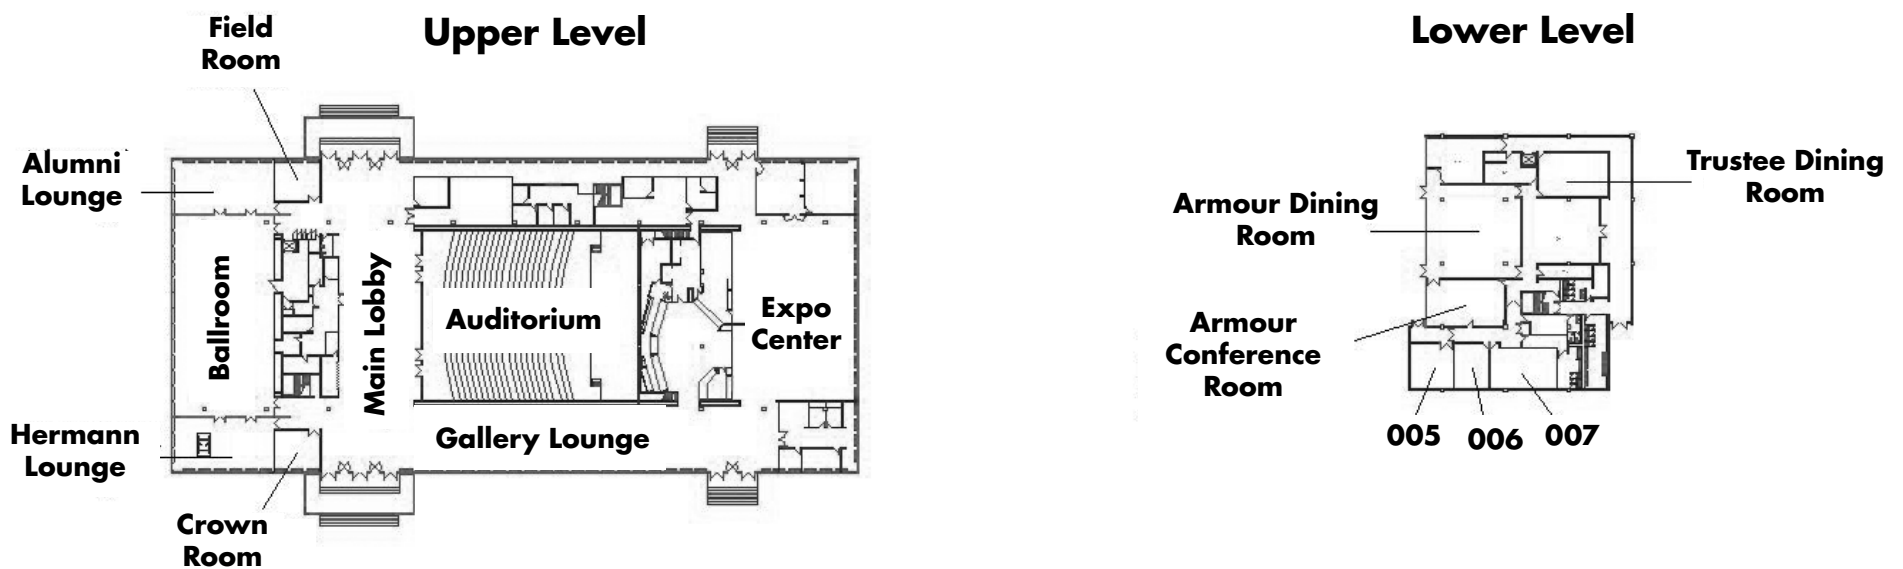 Upper Level
Field
Room
Alumni
Lounge
Ballroom
Main Lobby
Auditorium
Expo
Center
Gallery Lounge
Hermann
Lounge
Crown
Room
Lower Level
Trustee Dining
Room
Armour Dining
Room
Armour
Conference
Room
005
006
007